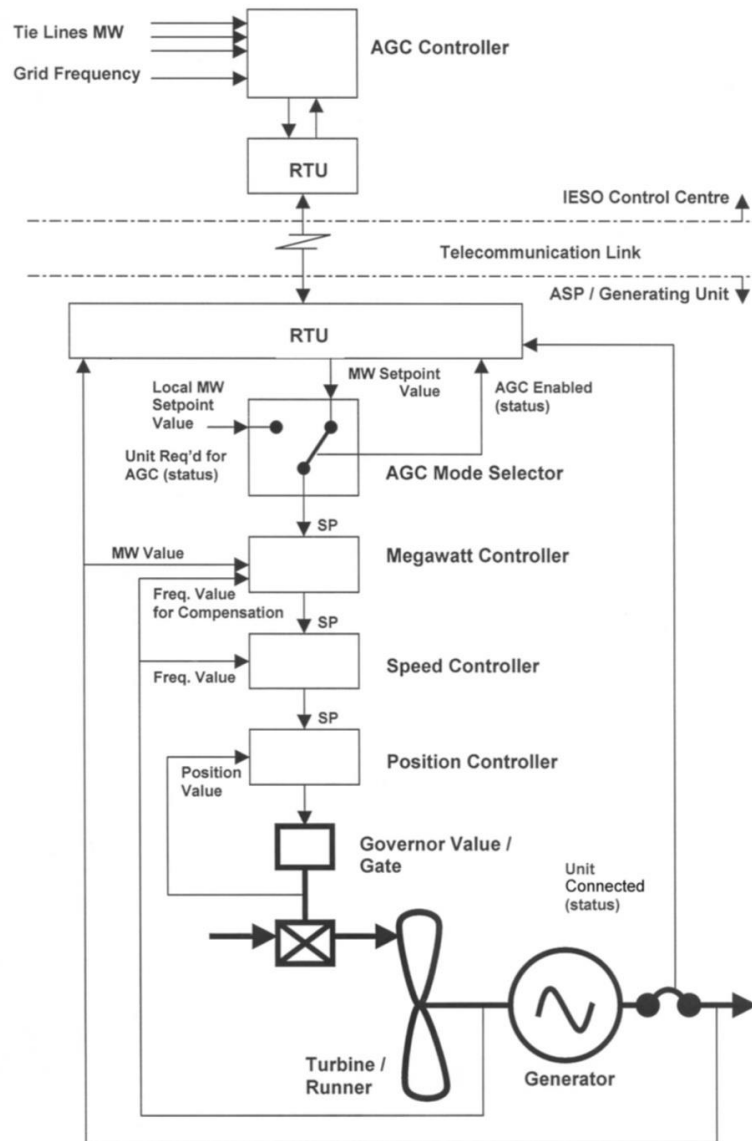 Tie Lines MW
AGC Controller
Grid Frequency
RTU
IESO Control Centre
Telecommunication Link
ASP / Generating Unit
RTU
MW Setpoint
Value
AGC Enabled
(status)
Local MW
Setpoint
Value
Unit Req'd for
AGC (status)
AGC Mode Selector
SP
MW Value
Megawatt Controller
Freq. Value
for Compensation
SP
Speed Controller
Freq. Value
SP
Position Controller
Position
Value
Governor Value /
Gate
Unit
Connected
(status)
Turbine /
Runner
Generator